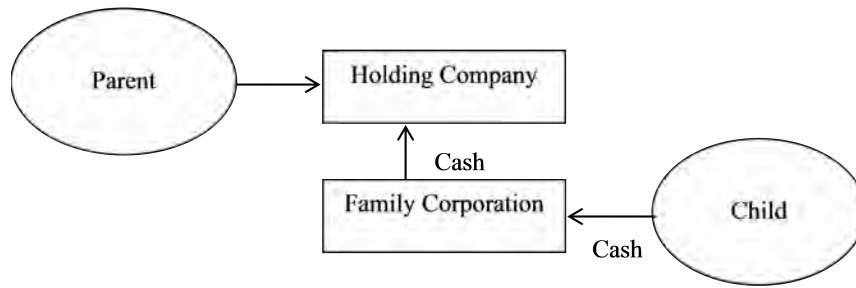 Parent
Holding Company
Cash
Family Corporation
Child
Cash